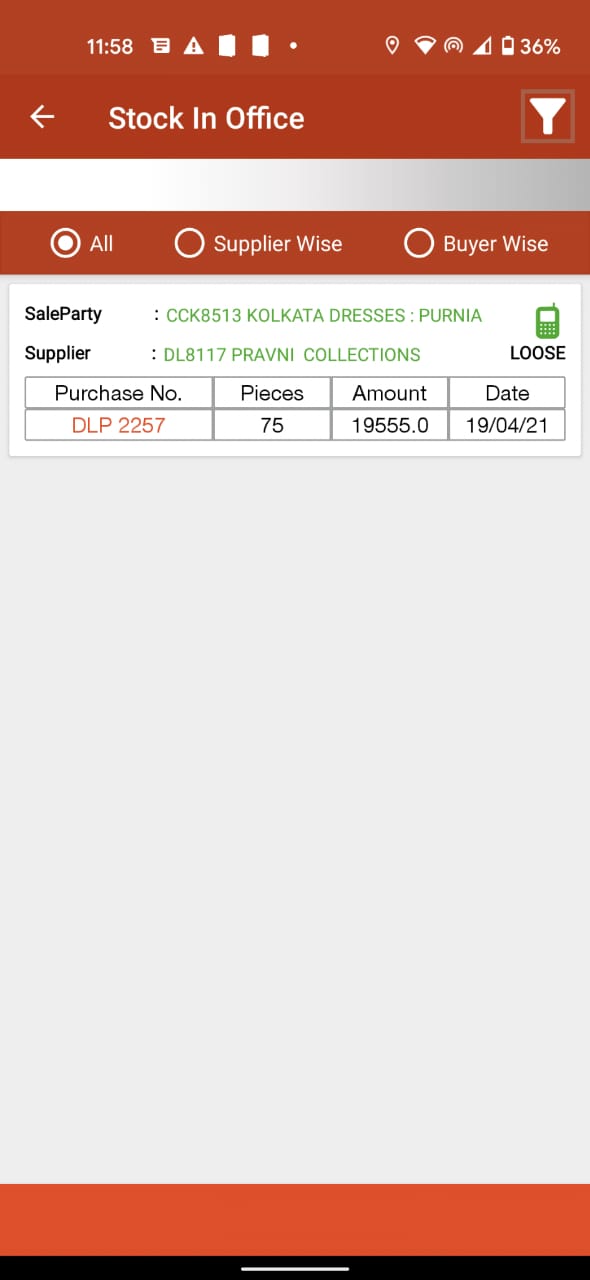 11:58 36%
Stock In Office
All Supplier Wise Buyer Wise
SaleParty : CCK8513 KOLKATA DRESSES : PURNIA
Supplier : DL8117 PRAVNI COLLECTIONS LOOSE
Purchase No. Pieces Amount Date
DLP 2257 75 19555.0 19/04/21